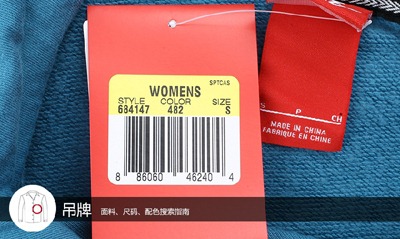 SPTCAS
WOMENS
STYLE COLOR SIZE
684147 482 S
8 86060 46240 4
S P CH
MADE IN CHINA
FABRIQUE EN CHINE
吊牌 面料、尺码、配色搜索指南